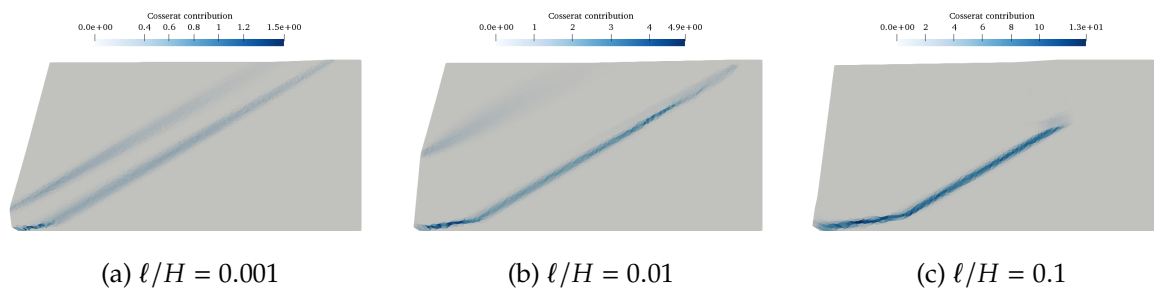 Cosserat contribution
0.0e+00 0.4 0.6 0.8 1 1.2 1.5e+00
Cosserat contribution
0.0e+00 1 2 3 4.9e+00
Cosserat contribution
0.0e+00 2 4 6 8 10 1.3e+01
(a) ℓ/H = 0.001
(b) ℓ/H = 0.01
(c) ℓ/H = 0.1